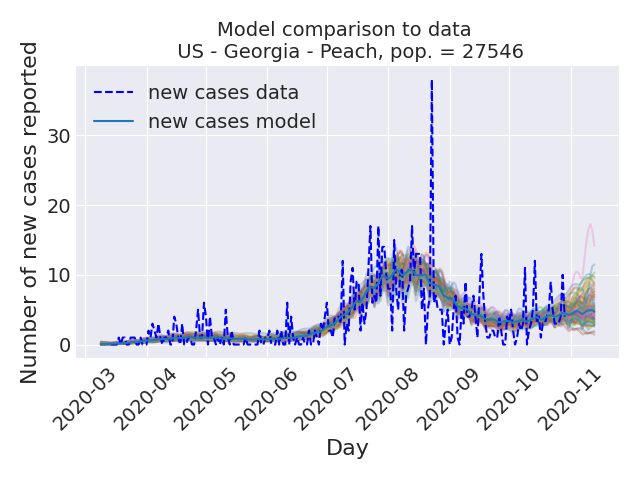 Model comparison to data
US - Georgia - Peach, pop. = 27546
new cases data
new cases model
Number of new cases reported
30
20
10
0
2020-03
2020-04
2020-05
2020-06
2020-07
2020-08
2020-09
2020-10
2020-11
Day